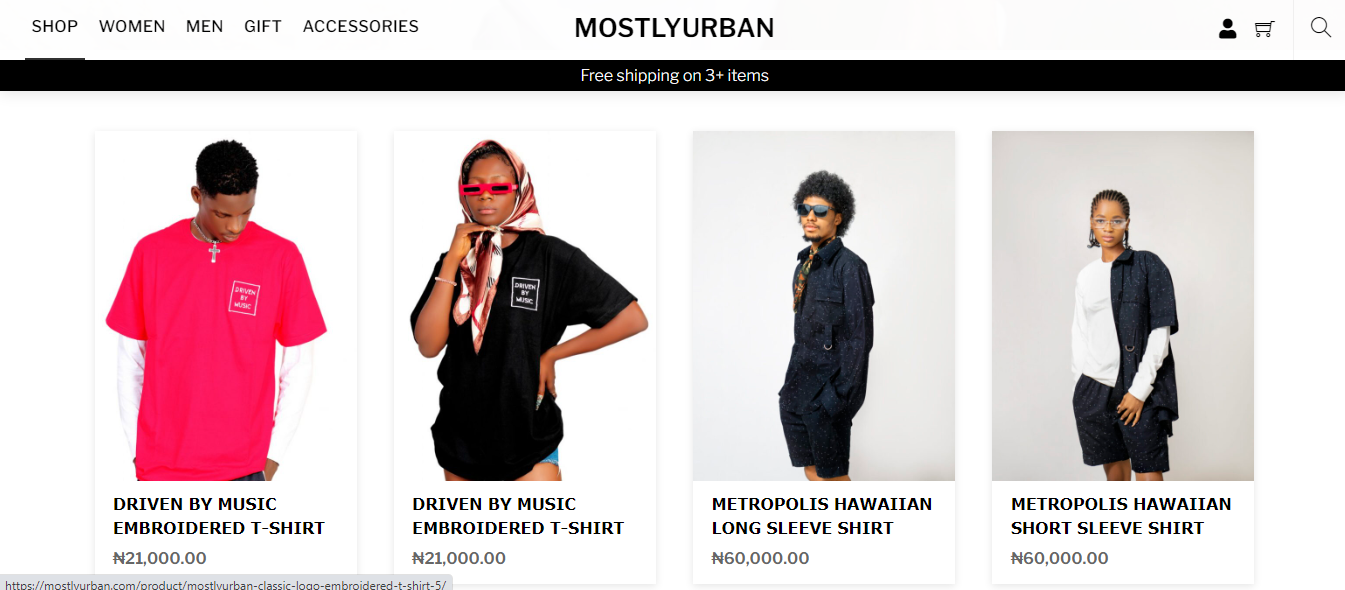 SHOP WOMEN MEN GIFT ACCESSORIES MOSTLYURBAN
Free shipping on 3+ items
DRIVEN
BY
MUSIC
DRIVEN
BY
MUSIC
DRIVEN BY MUSIC
EMBROIDERED T-SHIRT
₦21,000.00
DRIVEN BY MUSIC
EMBROIDERED T-SHIRT
₦21,000.00
METROPOLIS HAWAIIAN
LONG SLEEVE SHIRT
₦60,000.00
METROPOLIS HAWAIIAN
SHORT SLEEVE SHIRT
₦60,000.00
https://mostlyurban.com/product/mostlyurban-classic-logo-embroidered-t-shirt-5/